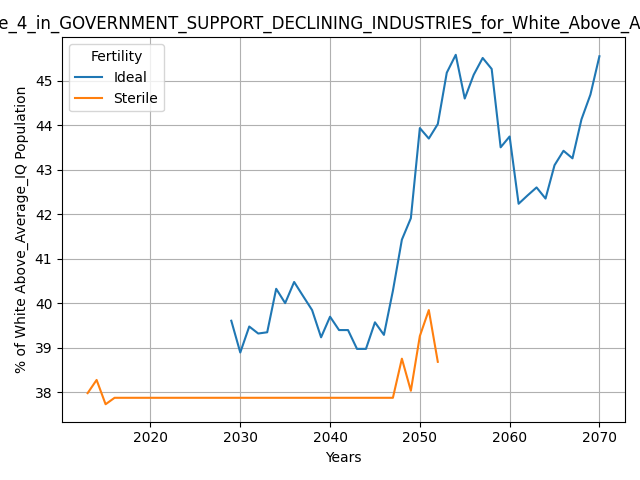 e_4_in_GOVERNMENT_SUPPORT_DECLINING_INDUSTRIES_for_White_Above_A
Fertility
Ideal
Sterile
% of White Above_Average_IQ Population
45
44
43
42
41
40
39
38
2020
2030
2040
2050
2060
2070
Years